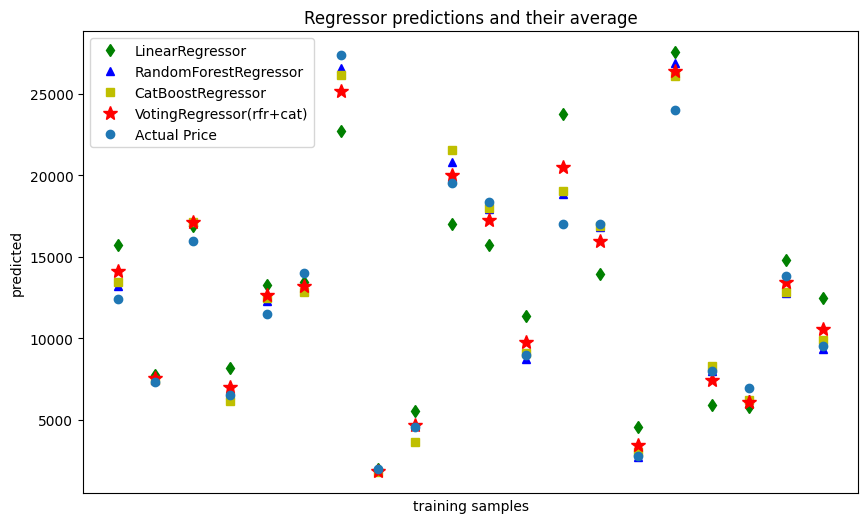 Regressor predictions and their average
LinearRegressor
RandomForestRegressor
CatBoostRegressor
VotingRegressor(rfr+cat)
Actual Price
25000
20000
15000
10000
5000
predicted
training samples